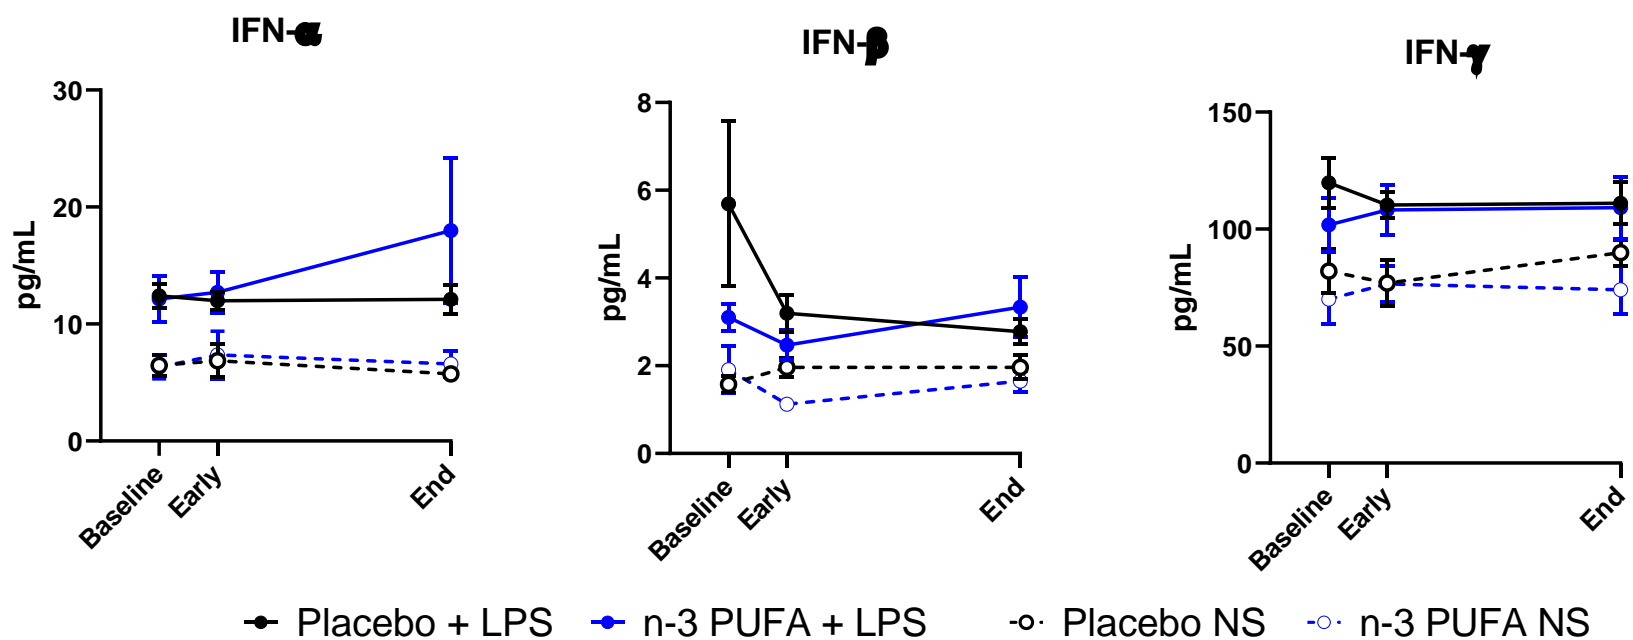 IFN-α
IFN-β
IFN-γ
pg/mL
30
20
10
0
Baseline
Early
End
pg/mL
8
6
4
2
0
Baseline
Early
End
pg/mL
150
100
50
0
Baseline
Early
End
Placebo + LPS
n-3 PUFA + LPS
Placebo NS
n-3 PUFA NS